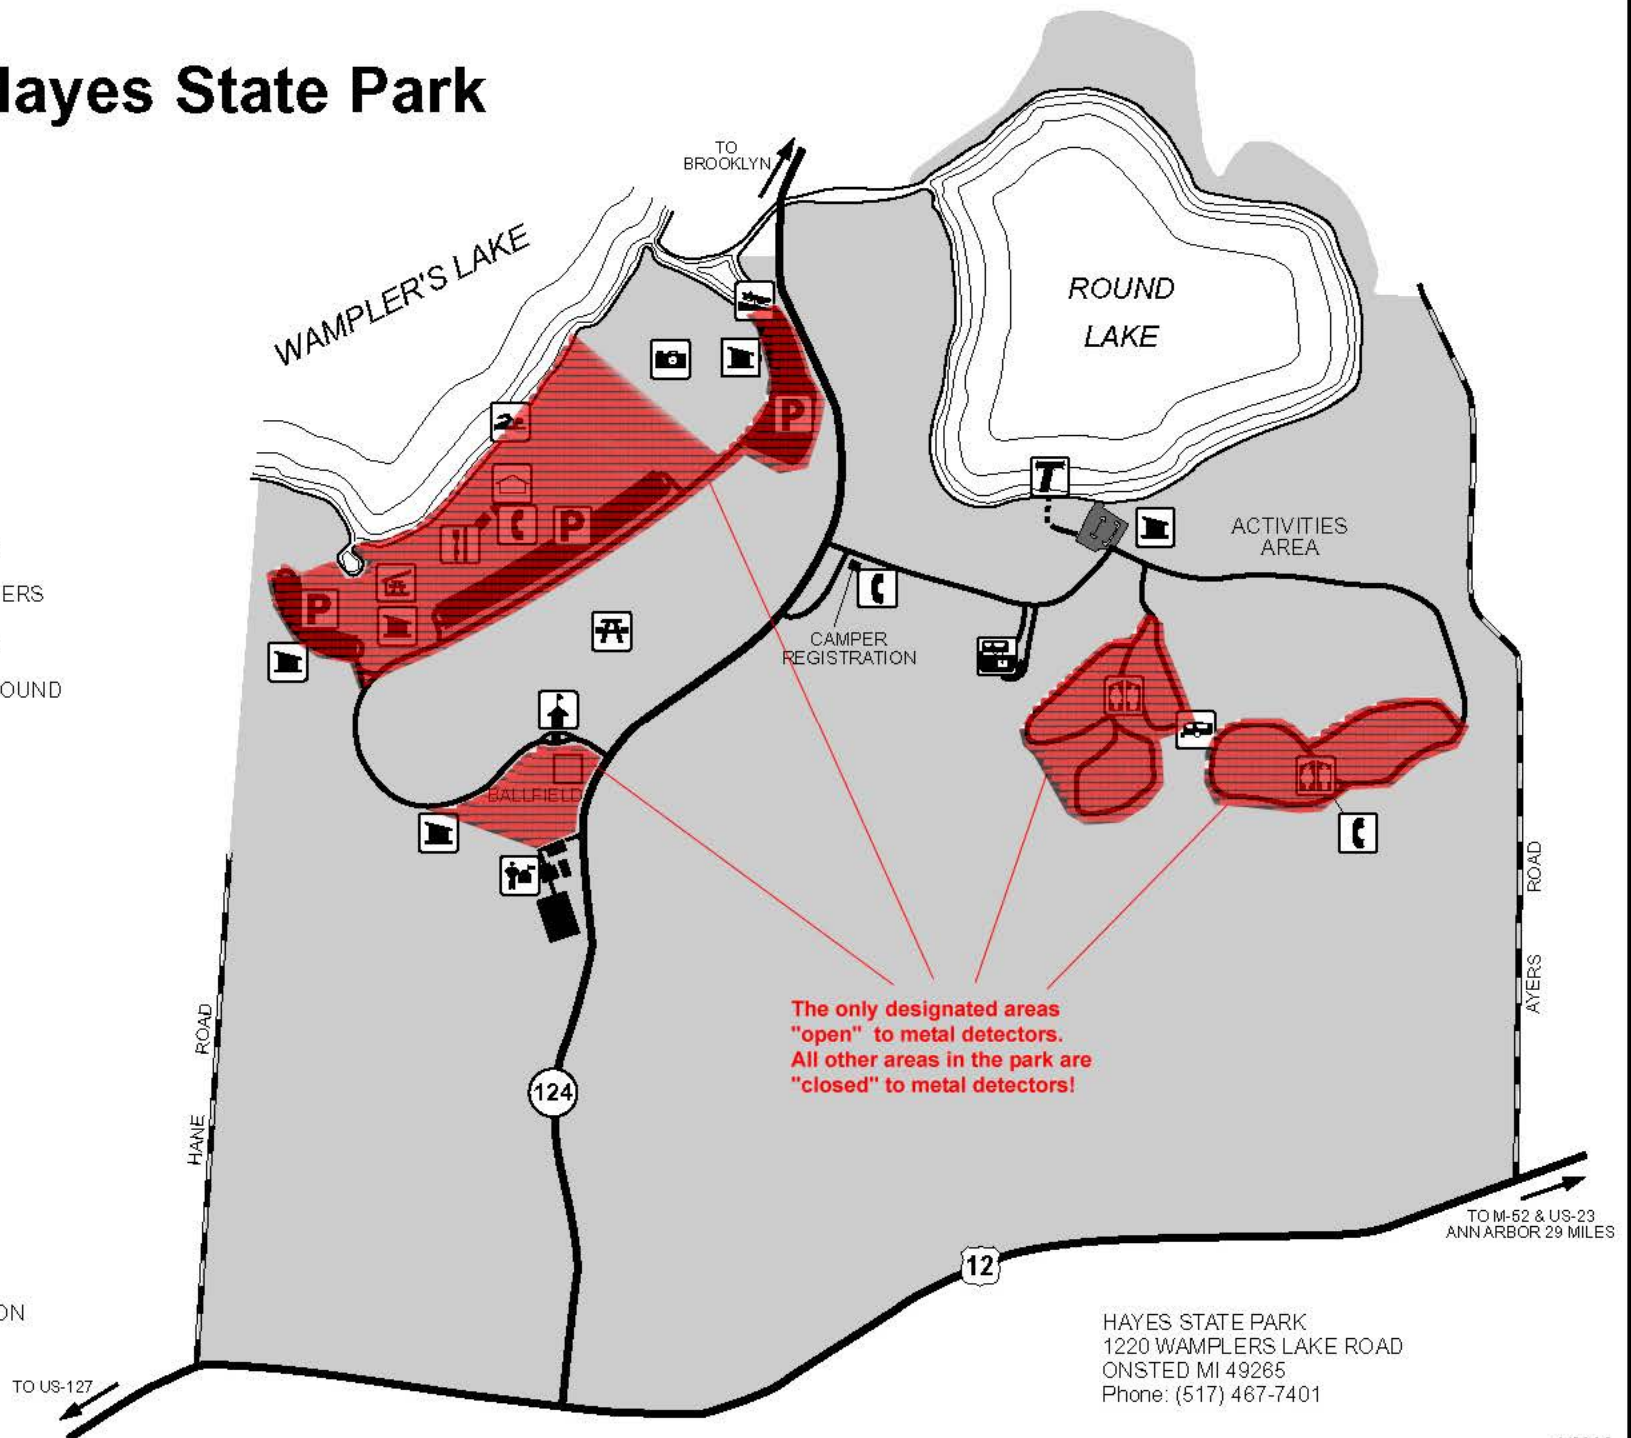 Hayes State Park
TO
BROOKLYN
WAMPLER'S LAKE
ROUND
LAKE
P
P
P
ACTIVITIES
AREA
ERS
CAMPER
REGISTRATION
OUND
BALLFIELD
ROAD
AYERS
The only designated areas
"open" to metal detectors.
All other areas in the park are
"closed" to metal detectors!
ROAD
HANE
124
12
TO M-52 & US-23
ANN ARBOR 29 MILES
ON
HAYES STATE PARK
1220 WAMPLERS LAKE ROAD
ONSTED MI 49265
Phone: (517) 467-7401
TO US-127